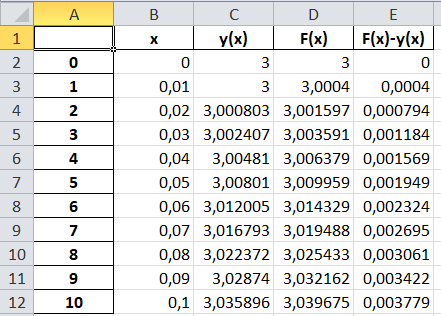 A B C D E
1 x y(x) F(x) F(x)-y(x)
2 0 0 3 3 0
3 1 0,01 3 3,0004 0,0004
4 2 0,02 3,000803 3,001597 0,000794
5 3 0,03 3,002407 3,003591 0,001184
6 4 0,04 3,00481 3,006379 0,001569
7 5 0,05 3,00801 3,009959 0,001949
8 6 0,06 3,012005 3,014329 0,002324
9 7 0,07 3,016793 3,019488 0,002695
10 8 0,08 3,022372 3,025433 0,003061
11 9 0,09 3,02874 3,032162 0,003422
12 10 0,1 3,035896 3,039675 0,003779